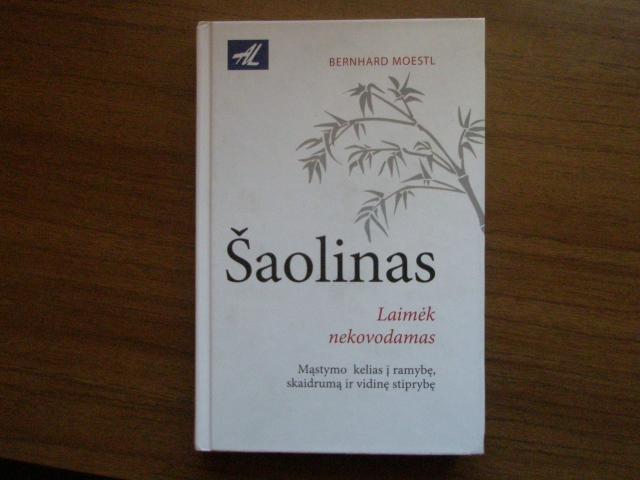 AL
BERNHARD MOESTL
Šaolinas
Laimėk
nekovodamas
Mąstymo kelias į ramybę,
skaidrumą ir vidinę stiprybę